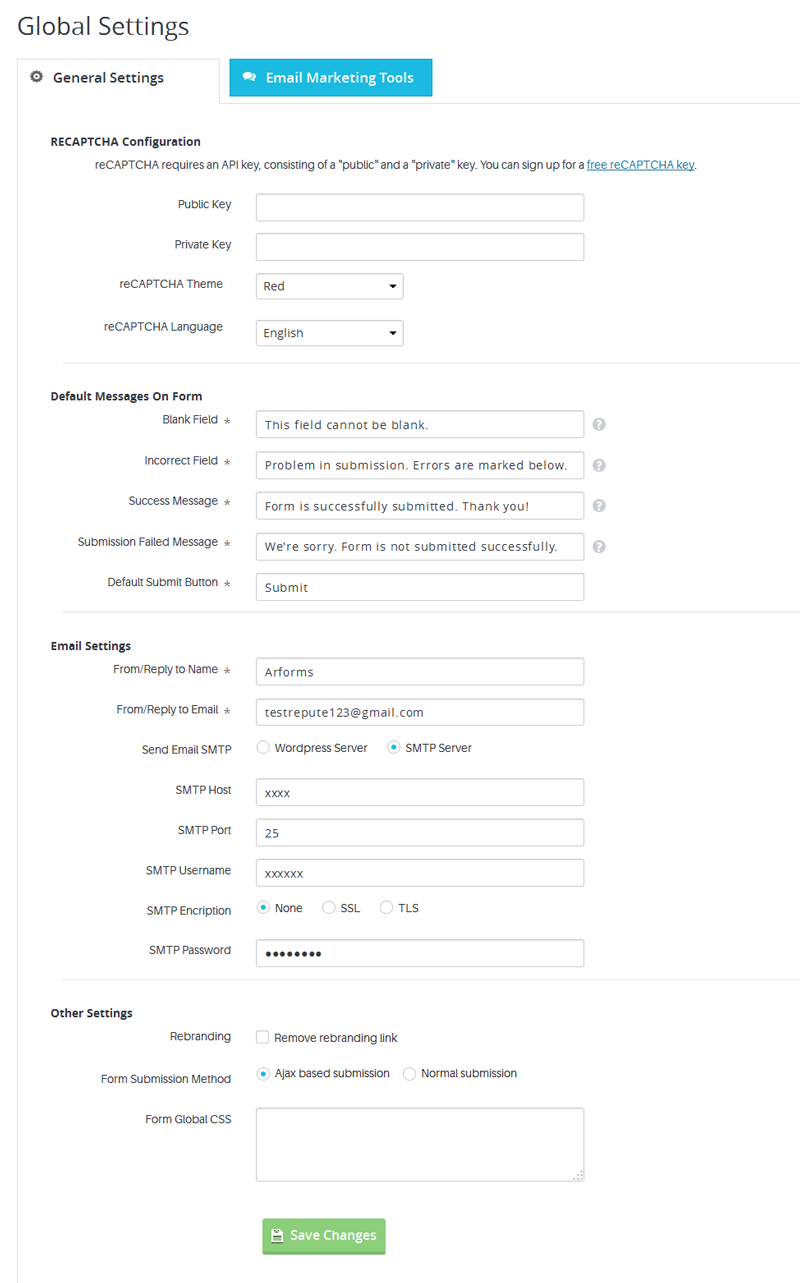 Global Settings
General Settings
Email Marketing Tools
RECAPTCHA Configuration
reCAPTCHA requires an API key, consisting of a "public" and a "private" key. You can sign up for a free reCAPTCHA key.
Public Key
Private Key
reCAPTCHA Theme Red
reCAPTCHA Language English
Default Messages On Form
Blank Field * This field cannot be blank. ?
Incorrect Field * Problem in submission. Errors are marked below. ?
Success Message * Form is successfully submitted. Thank you! ?
Submission Failed Message * We're sorry. Form is not submitted successfully. ?
Default Submit Button * Submit
Email Settings
From/Reply to Name * Arforms
From/Reply to Email * testrepute123@gmail.com
Send Email SMTP Wordpress Server SMTP Server
SMTP Host xxxx
SMTP Port 25
SMTP Username xxxxxx
SMTP Encription None SSL TLS
SMTP Password ••••••••
Other Settings
Rebranding Remove rebranding link
Form Submission Method Ajax based submission Normal submission
Form Global CSS
Save Changes